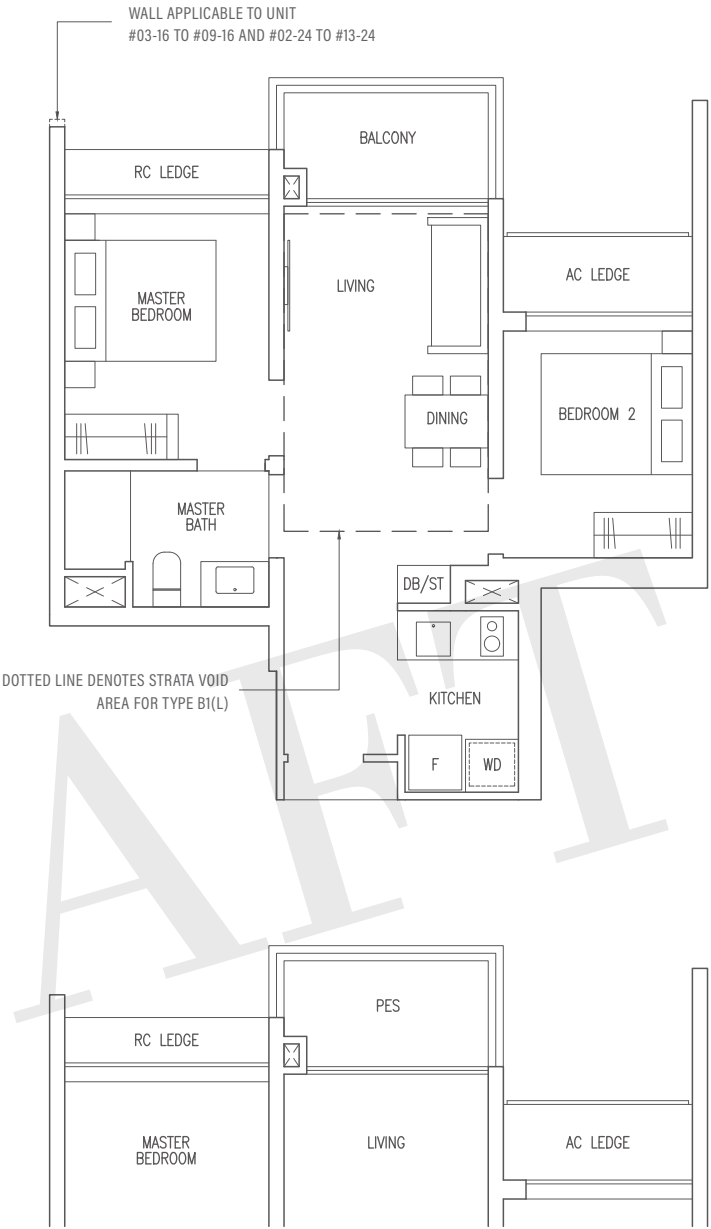 WALL APPLICABLE TO UNIT
#03-16 TO #09-16 AND #02-24 TO #13-24
BALCONY
RC LEDGE
AC LEDGE
LIVING
MASTER
BEDROOM
DINING
BEDROOM 2
MASTER
BATH
DB/ST
DOTTED LINE DENOTES STRATA VOID
AREA FOR TYPE B1(L)
KITCHEN
F
WD
AFT
PES
RC LEDGE
MASTER
BEDROOM
LIVING
AC LEDGE